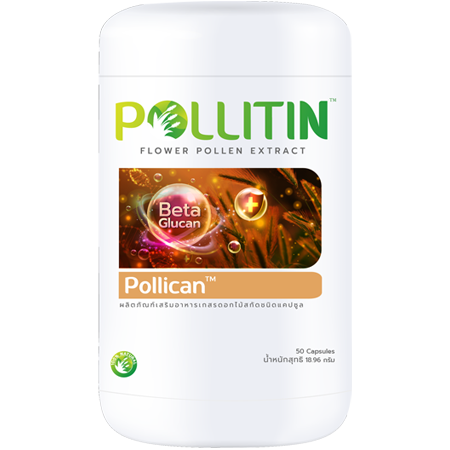 POLLITIN™
FLOWER POLLEN EXTRACT
Beta
Glucan
Pollican™
ผลิตภัณฑ์เสริมอาหารเกสรดอกไม้สกัดชนิดแคปซูล
50 Capsules
น้ำหนักสุทธิ 18.96 กรัม